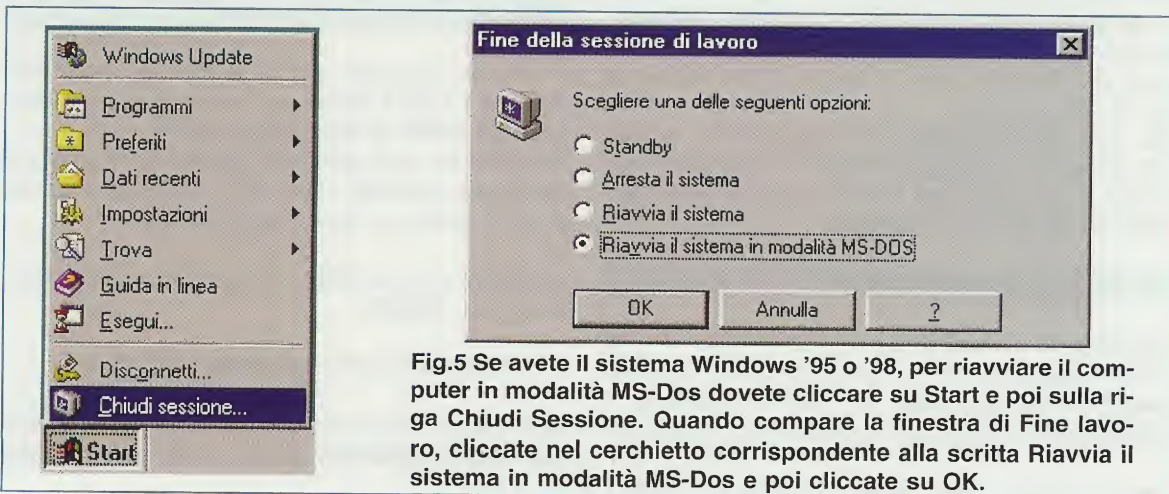 Windows Update
Programmi
Preferiti
Dati recenti
Impostazioni
Trova
Guida in linea
Esegui...
Disconnetti...
Chiudi sessione...
Start
Fine della sessione di lavoro
Scegliere una delle seguenti opzioni:
Standby
Arresta il sistema
Riavvia il sistema
Riavvia il sistema in modalità MS-DOS
OK Annulla ?
Fig.5 Se avete il sistema Windows '95 o '98, per riavviare il com-
puter in modalità MS-Dos dovete cliccare su Start e poi sulla ri-
ga Chiudi Sessione. Quando compare la finestra di Fine lavo-
ro, cliccate nel cerchietto corrispondente alla scritta Riavvia il
sistema in modalità MS-Dos e poi cliccate su OK.